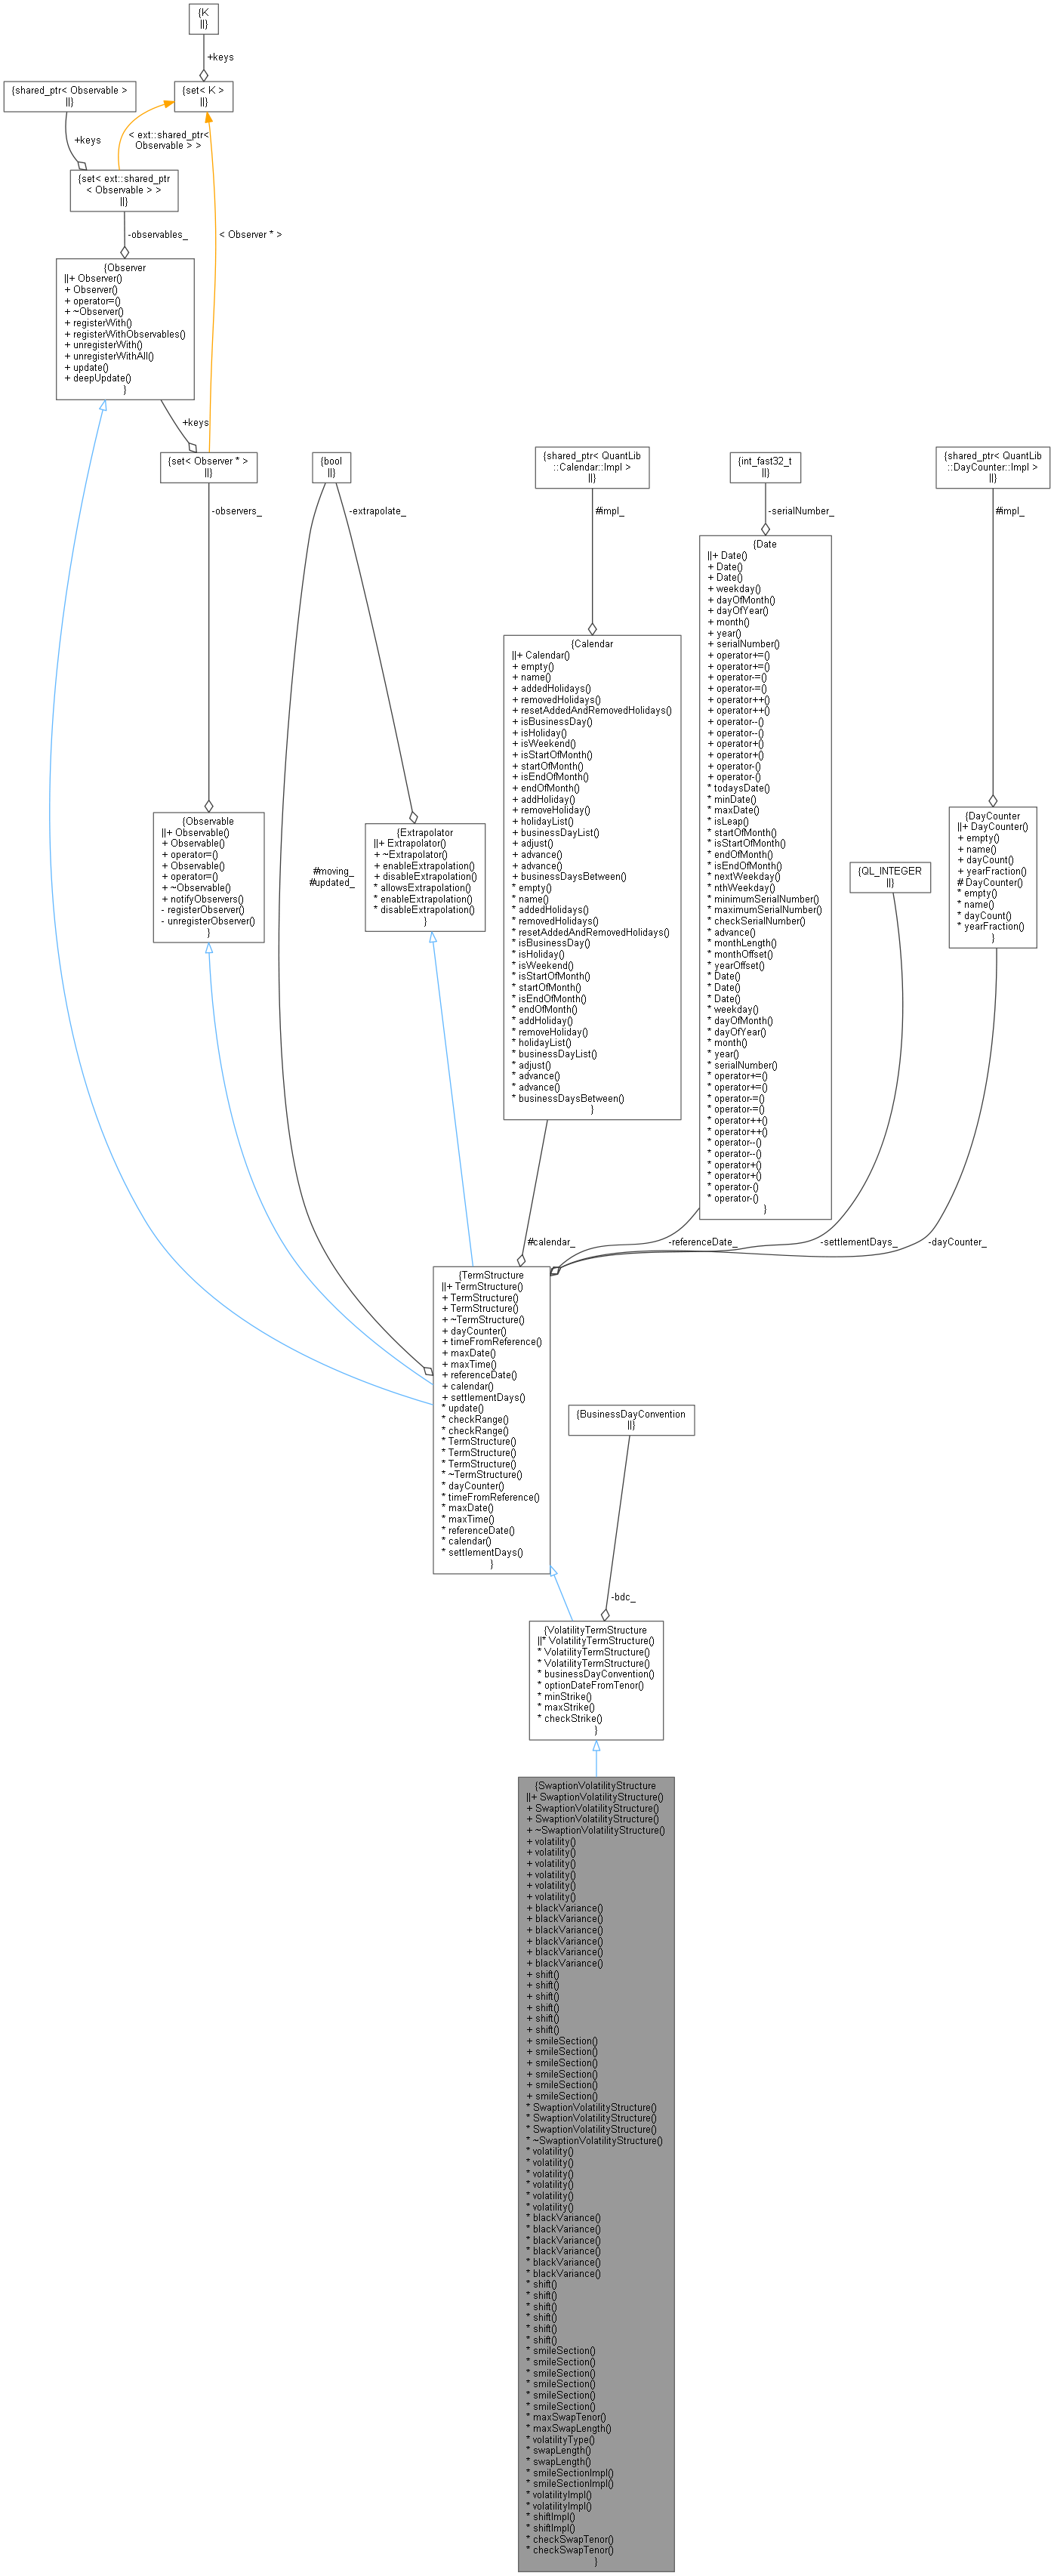 {K
||}
+keys
{shared_ptr< Observable >
||}
{set< K >
||}
+keys
< ext::shared_ptr<
Observable > >
{set< ext::shared_ptr
< Observable > >
||}
-observables_
< Observer * >
{Observer
||+ Observer()
+ Observer()
+ operator=()
+ ~Observer()
+ registerWith()
+ registerWithObservables()
+ unregisterWith()
+ unregisterWithAll()
+ update()
+ deepUpdate()
}
+keys
{set< Observer * >
||}
-observers_
{bool
||}
-extrapolate_
{shared_ptr< QuantLib
::Calendar::Impl >
||}
#impl_
{int_fast32_t
||}
-serialNumber_
{shared_ptr< QuantLib
::DayCounter::Impl >
||}
#impl_
{Date
||+ Date()
+ Date()
+ Date()
+ weekday()
+ dayOfMonth()
+ dayOfYear()
+ month()
+ year()
+ serialNumber()
+ operator+=()
+ operator+=()
+ operator-=()
+ operator-=()
+ operator++()
+ operator++()
+ operator--()
+ operator--()
+ operator+()
+ operator+()
+ operator-()
+ operator-()
* todaysDate()
* minDate()
* maxDate()
* isLeap()
* startOfMonth()
* isStartOfMonth()
* endOfMonth()
* isEndOfMonth()
* nextWeekday()
* nthWeekday()
* minimumSerialNumber()
* maximumSerialNumber()
* checkSerialNumber()
* advance()
* monthLength()
* monthOffset()
* yearOffset()
* Date()
* Date()
* Date()
* weekday()
* dayOfMonth()
* dayOfYear()
* month()
* year()
* serialNumber()
* operator+=()
* operator+=()
* operator-=()
* operator-=()
* operator++()
* operator++()
* operator--()
* operator--()
* operator+()
* operator+()
* operator-()
* operator-()
}
{Calendar
||+ Calendar()
+ empty()
+ name()
+ addedHolidays()
+ removedHolidays()
+ resetAddedAndRemovedHolidays()
+ isBusinessDay()
+ isHoliday()
+ isWeekend()
+ isStartOfMonth()
+ startOfMonth()
+ isEndOfMonth()
+ endOfMonth()
+ addHoliday()
+ removeHoliday()
+ holidayList()
+ businessDayList()
+ adjust()
+ advance()
+ advance()
+ businessDaysBetween()
* empty()
* name()
* addedHolidays()
* removedHolidays()
* resetAddedAndRemovedHolidays()
* isBusinessDay()
* isHoliday()
* isWeekend()
* isStartOfMonth()
* startOfMonth()
* isEndOfMonth()
* endOfMonth()
* addHoliday()
* removeHoliday()
* holidayList()
* businessDayList()
* adjust()
* advance()
* advance()
* businessDaysBetween()
}
{Observable
||+ Observable()
+ Observable()
+ operator=()
+ Observable()
+ operator=()
+ ~Observable()
+ notifyObservers()
- registerObserver()
- unregisterObserver()
}
#moving_
#updated_
{Extrapolator
||+ Extrapolator()
+ ~Extrapolator()
+ enableExtrapolation()
+ disableExtrapolation()
* allowsExtrapolation()
* enableExtrapolation()
* disableExtrapolation()
}
{QL_INTEGER
||}
{DayCounter
||+ DayCounter()
+ empty()
+ name()
+ dayCount()
+ yearFraction()
# DayCounter()
* empty()
* name()
* dayCount()
* yearFraction()
}
#calendar_
-referenceDate_
-settlementDays_
-dayCounter_
{TermStructure
||+ TermStructure()
+ TermStructure()
+ TermStructure()
+ ~TermStructure()
+ dayCounter()
+ timeFromReference()
+ maxDate()
+ maxTime()
+ referenceDate()
+ calendar()
+ settlementDays()
* update()
* checkRange()
* checkRange()
* TermStructure()
* TermStructure()
* TermStructure()
* ~TermStructure()
* dayCounter()
* timeFromReference()
* maxDate()
* maxTime()
* referenceDate()
* calendar()
* settlementDays()
}
{BusinessDayConvention
||}
-bdc_
{VolatilityTermStructure
||* VolatilityTermStructure()
* VolatilityTermStructure()
* VolatilityTermStructure()
* businessDayConvention()
* optionDateFromTenor()
* minStrike()
* maxStrike()
* checkStrike()
}
{SwaptionVolatilityStructure
||+ SwaptionVolatilityStructure()
+ SwaptionVolatilityStructure()
+ SwaptionVolatilityStructure()
+ ~SwaptionVolatilityStructure()
+ volatility()
+ volatility()
+ volatility()
+ volatility()
+ volatility()
+ volatility()
+ blackVariance()
+ blackVariance()
+ blackVariance()
+ blackVariance()
+ blackVariance()
+ blackVariance()
+ shift()
+ shift()
+ shift()
+ shift()
+ shift()
+ shift()
+ smileSection()
+ smileSection()
+ smileSection()
+ smileSection()
+ smileSection()
+ smileSection()
* SwaptionVolatilityStructure()
* SwaptionVolatilityStructure()
* SwaptionVolatilityStructure()
* ~SwaptionVolatilityStructure()
* volatility()
* volatility()
* volatility()
* volatility()
* volatility()
* volatility()
* blackVariance()
* blackVariance()
* blackVariance()
* blackVariance()
* blackVariance()
* blackVariance()
* shift()
* shift()
* shift()
* shift()
* shift()
* shift()
* smileSection()
* smileSection()
* smileSection()
* smileSection()
* smileSection()
* smileSection()
* maxSwapTenor()
* maxSwapLength()
* volatilityType()
* swapLength()
* swapLength()
* smileSectionImpl()
* smileSectionImpl()
* volatilityImpl()
* volatilityImpl()
* shiftImpl()
* shiftImpl()
* checkSwapTenor()
* checkSwapTenor()
}